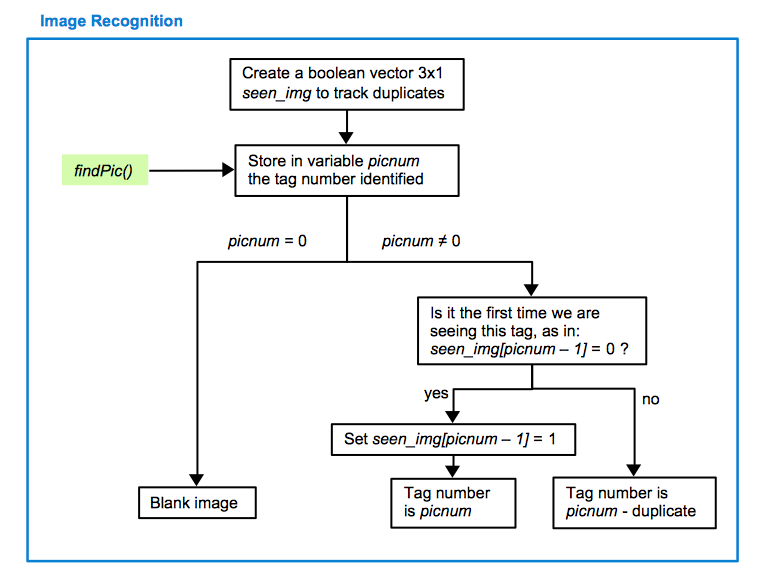 Image Recognition
Create a boolean vector 3x1
seen_img to track duplicates
findPic()
Store in variable picnum
the tag number identified
picnum = 0
picnum ≠ 0
Is it the first time we are
seeing this tag, as in:
seen_img[picnum – 1] = 0 ?
yes
no
Set seen_img[picnum – 1] = 1
Blank image
Tag number
is picnum
Tag number is
picnum - duplicate